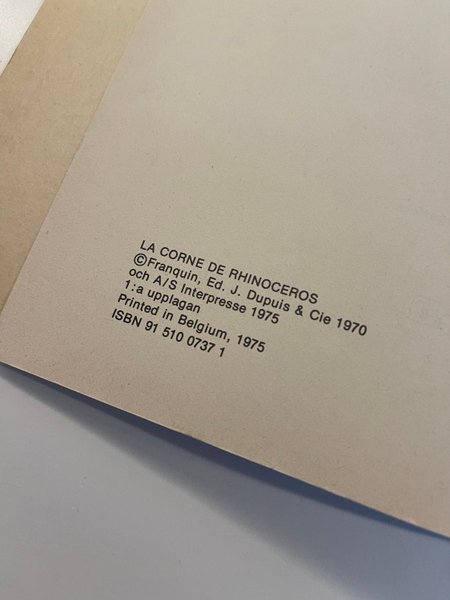 LA CORNE DE RHINOCEROS
©Franquin, Ed. J. Dupuis & Cie 1970
och A/S Interpresse 1975
1:a upplagan
Printed in Belgium, 1975
ISBN 91 510 0737 1